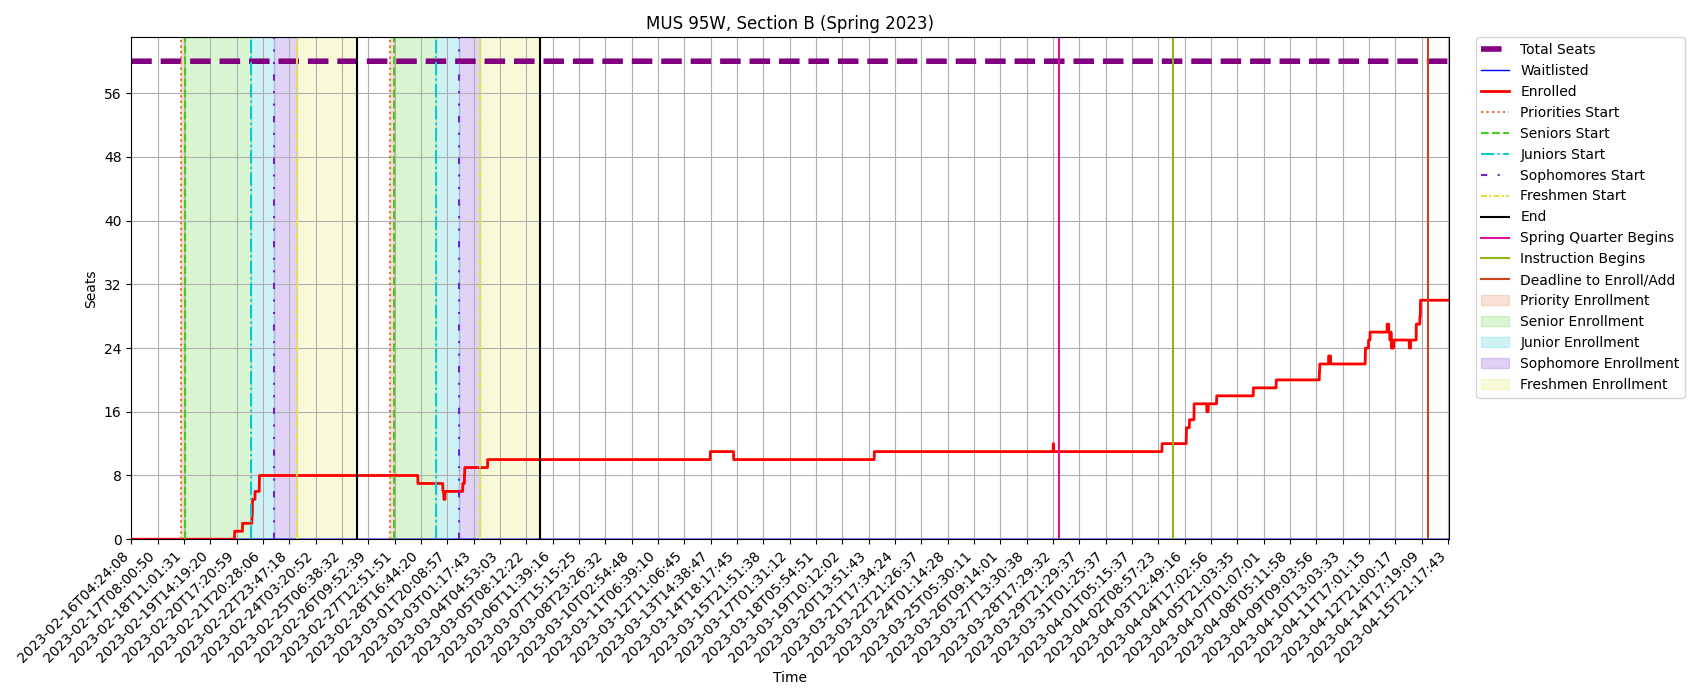 MUS 95W, Section B (Spring 2023)
Total Seats
Waitlisted
Enrolled
Priorities Start
Seniors Start
Juniors Start
Sophomores Start
Freshmen Start
End
Spring Quarter Begins
Instruction Begins
Deadline to Enroll/Add
Priority Enrollment
Senior Enrollment
Junior Enrollment
Sophomore Enrollment
Freshmen Enrollment
Seats
56
48
40
32
24
16
8
0
2023-02-16T04:24:08
2023-02-17T08:00:50
2023-02-18T11:01:31
2023-02-19T14:19:20
2023-02-20T17:20:59
2023-02-21T20:28:06
2023-02-22T23:47:18
2023-02-24T03:20:52
2023-02-25T06:38:32
2023-02-26T09:52:39
2023-02-27T12:51:51
2023-02-28T16:44:20
2023-03-01T20:08:57
2023-03-03T01:17:43
2023-03-04T04:53:03
2023-03-05T08:12:22
2023-03-06T11:39:16
2023-03-07T15:15:25
2023-03-08T23:26:32
2023-03-10T02:54:48
2023-03-11T06:39:10
2023-03-12T11:06:45
2023-03-13T14:38:47
2023-03-14T18:17:45
2023-03-15T21:51:38
2023-03-17T01:31:12
2023-03-18T05:54:51
2023-03-19T10:12:02
2023-03-20T13:51:43
2023-03-21T17:34:24
2023-03-22T21:26:37
2023-03-24T01:14:28
2023-03-25T05:30:11
2023-03-26T09:14:01
2023-03-27T13:30:38
2023-03-28T17:29:32
2023-03-29T21:29:37
2023-03-31T01:25:37
2023-04-01T05:15:37
2023-04-02T08:57:23
2023-04-03T12:49:16
2023-04-04T17:02:56
2023-04-05T21:03:35
2023-04-07T01:07:01
2023-04-08T05:11:58
2023-04-09T09:03:56
2023-04-10T13:03:33
2023-04-11T17:01:15
2023-04-12T21:00:17
2023-04-14T17:19:09
2023-04-15T21:17:43
Time